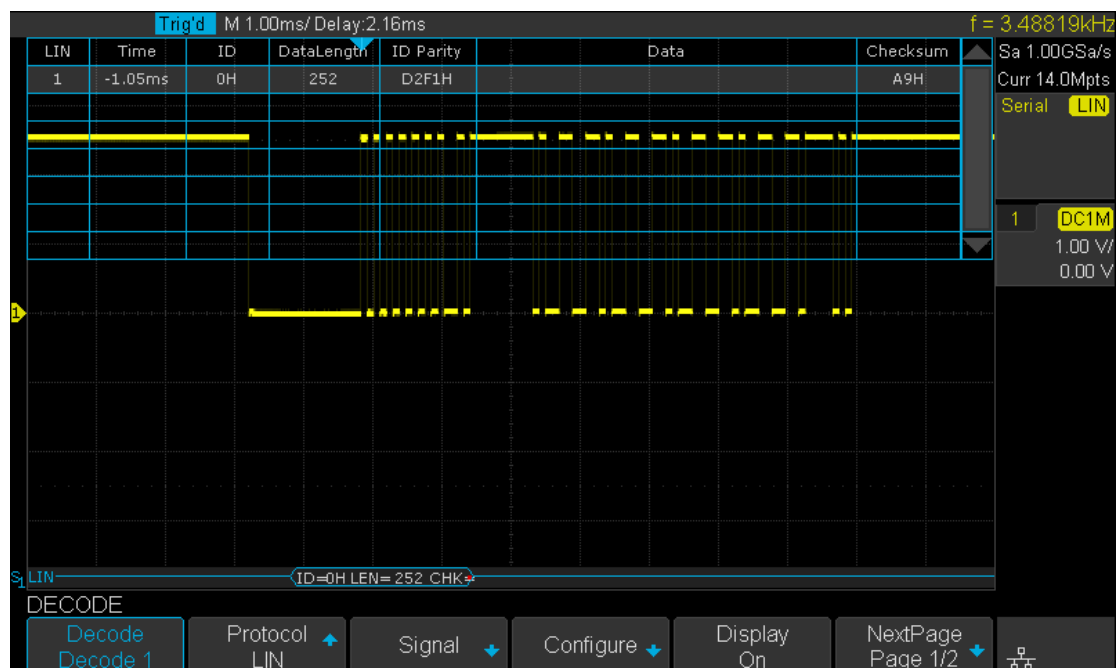 Trig'd M 1.00ms/ Delay:2.16ms f = 3.48819kHz
LIN Time ID DataLength ID Parity Data Checksum Sa 1.00GSa/s
1 -1.05ms 0H 252 D2F1H A9H Curr 14.0Mpts
Serial LIN
1 DC1M
1.00 V/
0.00 V
1
S1 LIN ID=0H LEN= 252 CHK=
DECODE
Decode Protocol Signal Configure Display NextPage
Decode 1 LIN On Page 1/2